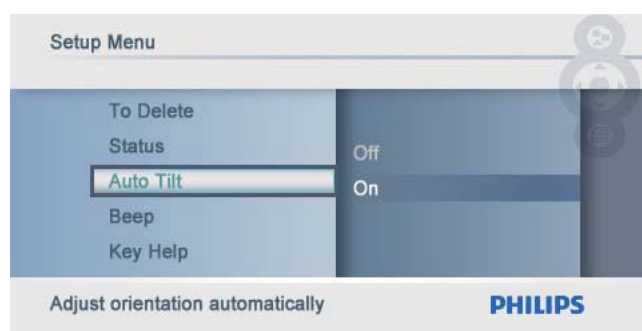 Setup Menu
To Delete
Status
Auto Tilt
Beep
Key Help
Off
On
Adjust orientation automatically
PHILIPS